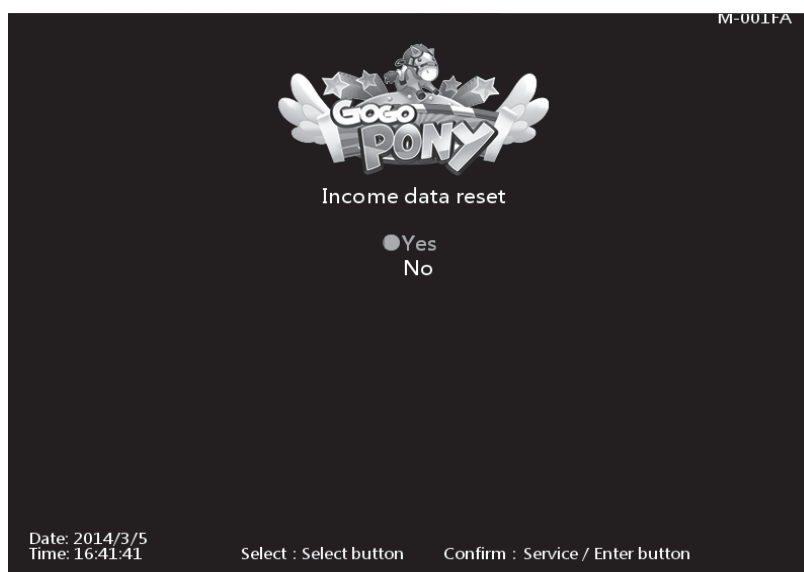 M-001FA
GOGO
PONY
Income data reset
Yes
No
Date: 2014/3/5
Time: 16:41:41
Select : Select button Confirm : Service / Enter button